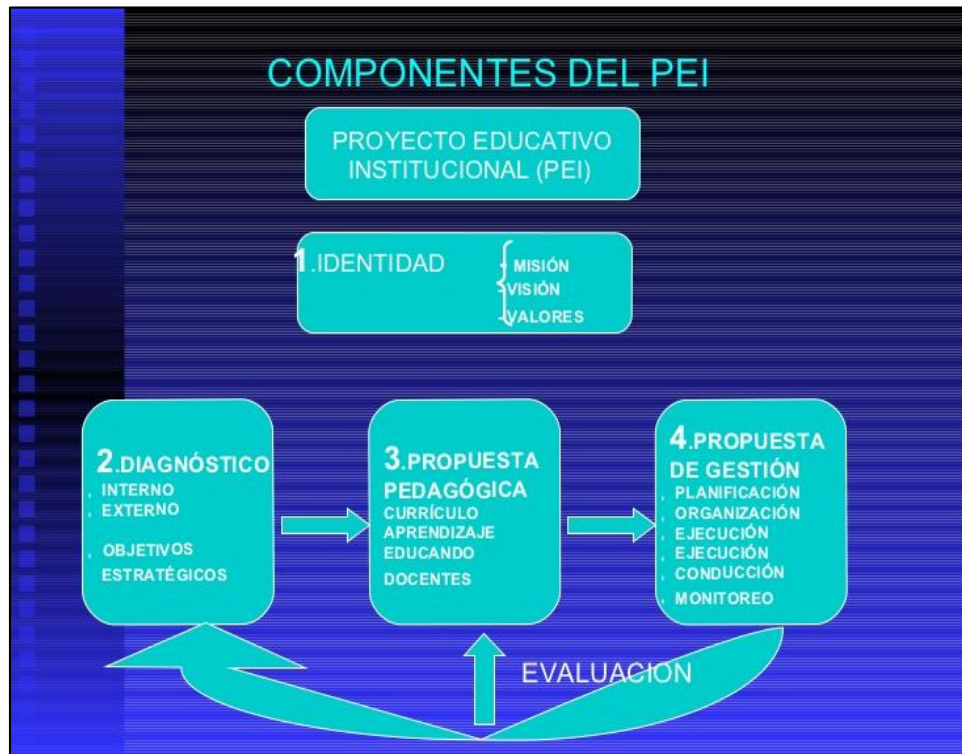 COMPONENTES DEL PEI
PROYECTO EDUCATIVO
INSTITUCIONAL (PEI)
1.IDENTIDAD
- MISIÓN
-VISIÓN
-VALORES
2.DIAGNÓSTICO
, INTERNO
, EXTERNO
, OBJETIVOS
ESTRATÉGICOS
3.PROPUESTA
PEDAGÓGICA
CURRÍCULO
APRENDIZAJE
EDUCANDO
DOCENTES
4.PROPUESTA
DE GESTIÓN
, PLANIFICACIÓN
, ORGANIZACIÓN
, EJECUCIÓN
, EJECUCIÓN
, CONDUCCIÓN
, MONITOREO
EVALUACION